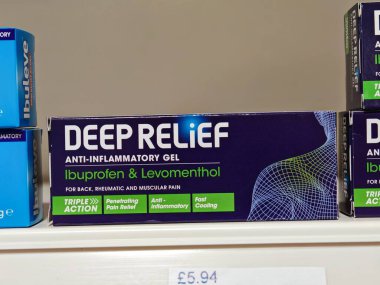 DEEP RELiEF
ANTI-INFLAMMATORY GEL
Ibuprofen & Levomenthol
FOR BACK, RHEUMATIC AND MUSCULAR PAIN
TRIPLE ACTION
Penetrating Pain Relief
Anti-inflammatory
Fast Cooling
Ibuleve
£5.94